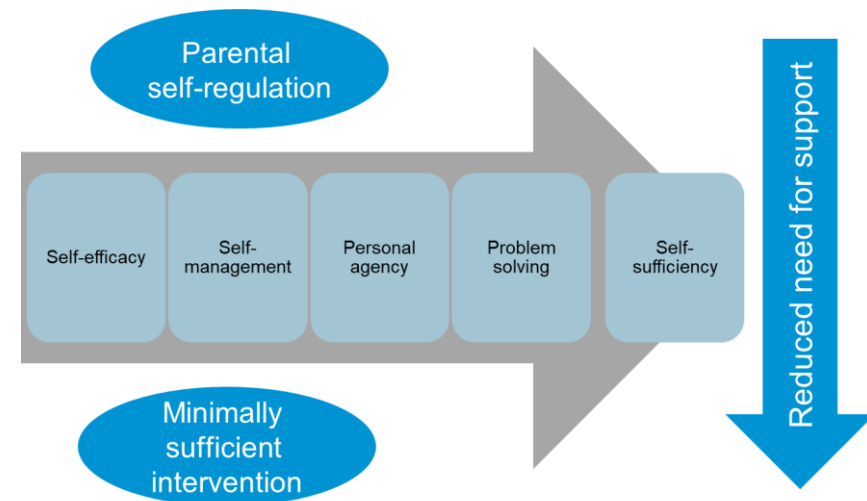 Parental
self-regulation
Self-efficacy
Self-
management
Personal
agency
Problem
solving
Self-
sufficiency
Minimally
sufficient
intervention
Reduced need for support